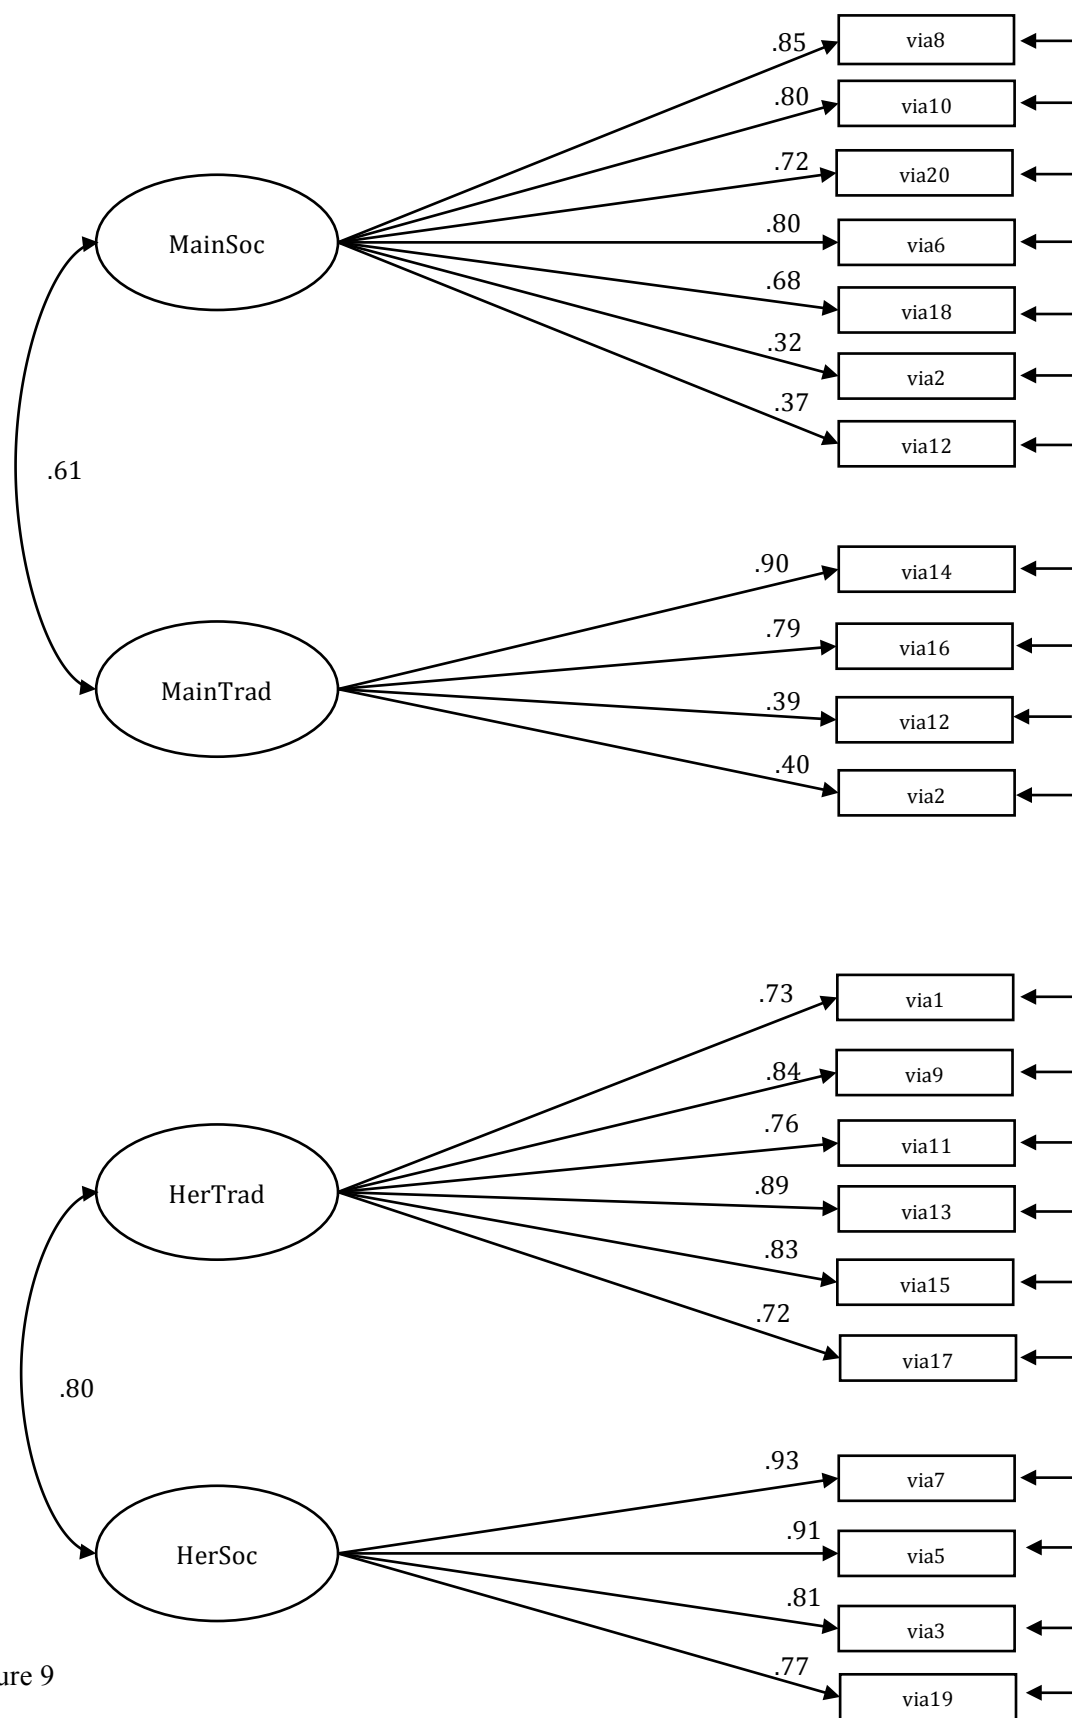 .85 via8
.80 via10
.72 via20
MainSoc .80 via6
.68 via18
.32 via2
.37 via12
.61
.90 via14
.79 via16
MainTrad .39 via12
.40 via2
.73 via1
.84 via9
.76 via11
HerTrad .89 via13
.83 via15
.72 via17
.80
.93 via7
.91 via5
HerSoc .81 via3
.77 via19
ure 9